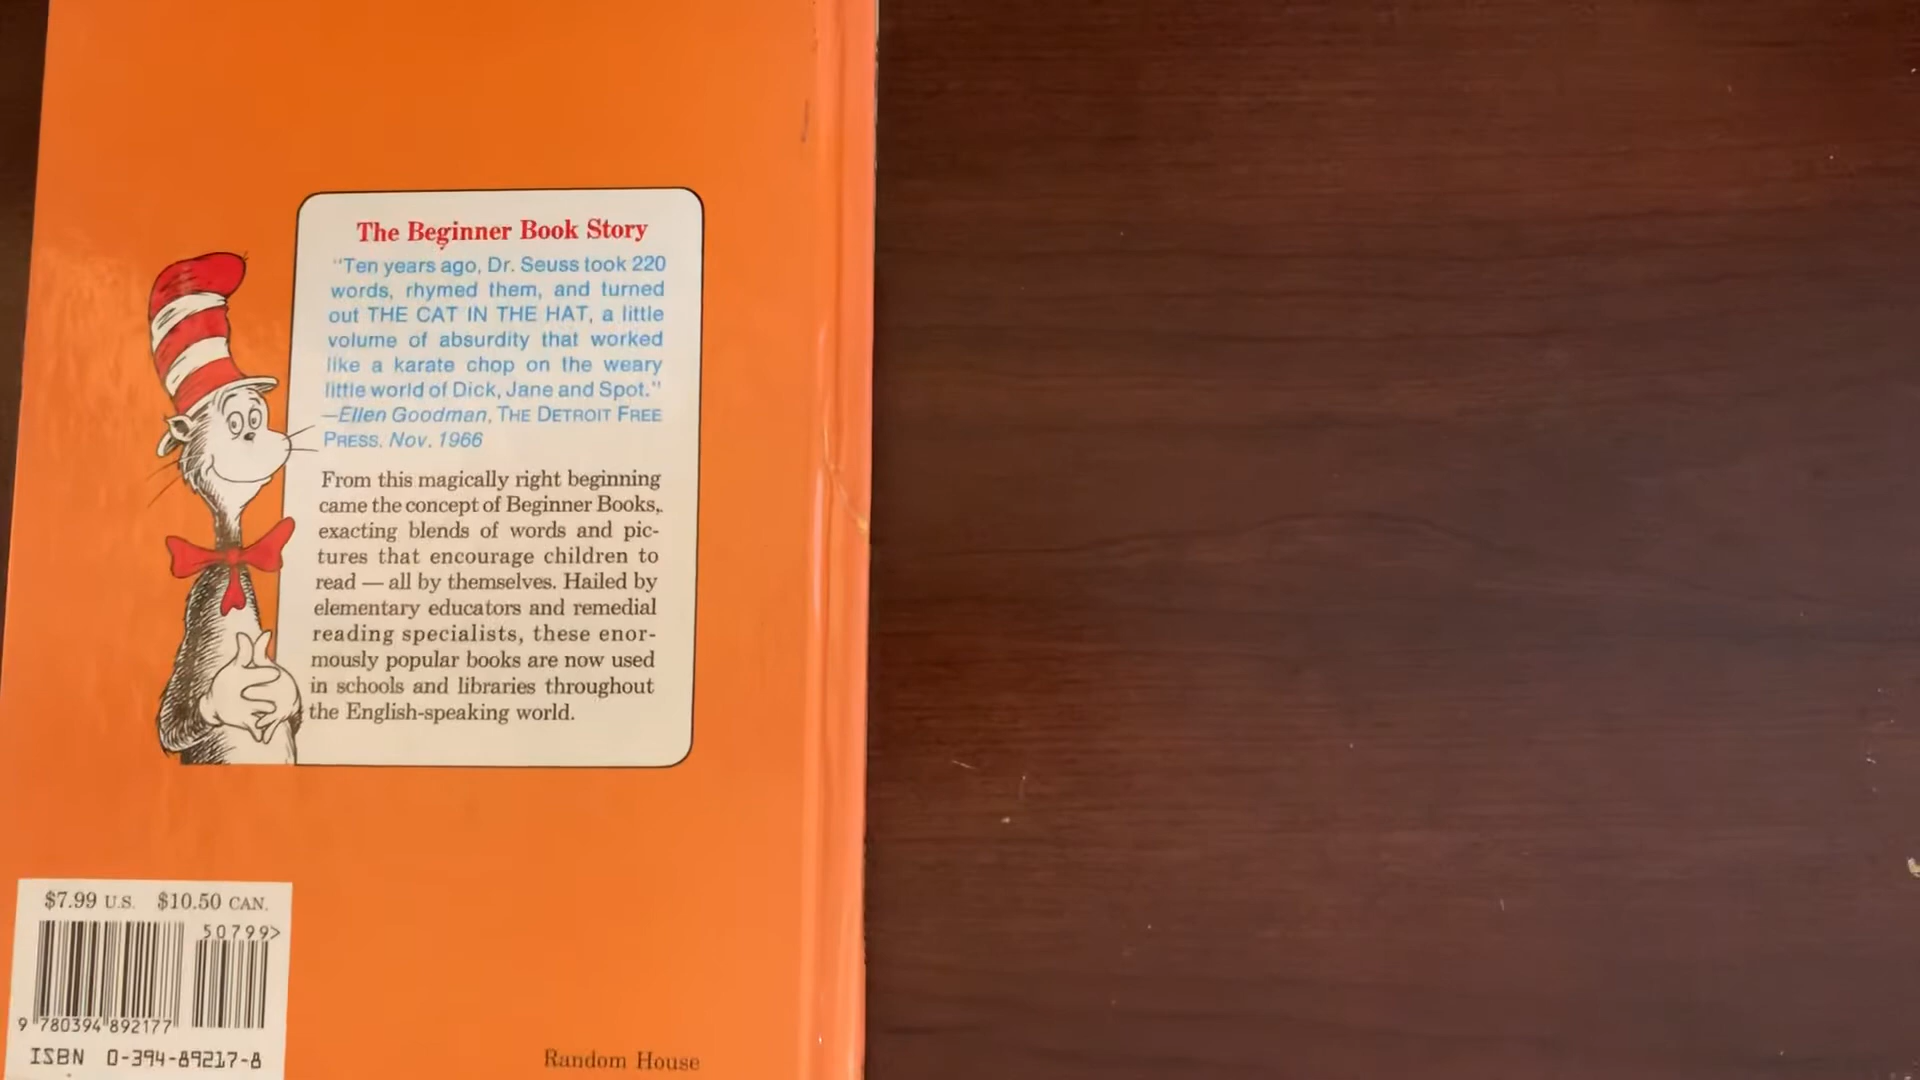 The Beginner Book Story
"Ten years ago, Dr. Seuss took 220
words, rhymed them, and turned
out THE CAT IN THE HAT, a little
volume of absurdity that worked
like a karate chop on the weary
little world of Dick, Jane and Spot."
—Ellen Goodman, THE DETROIT FREE
PRESS, Nov. 1966
From this magically right beginning
came the concept of Beginner Books,
exacting blends of words and pic-
tures that encourage children to
read — all by themselves. Hailed by
elementary educators and remedial
reading specialists, these enor-
mously popular books are now used
in schools and libraries throughout
the English-speaking world.
$7.99 U.S. $10.50 CAN.
50799>
9 780394 892177
ISBN 0-394-89217-8
Random House